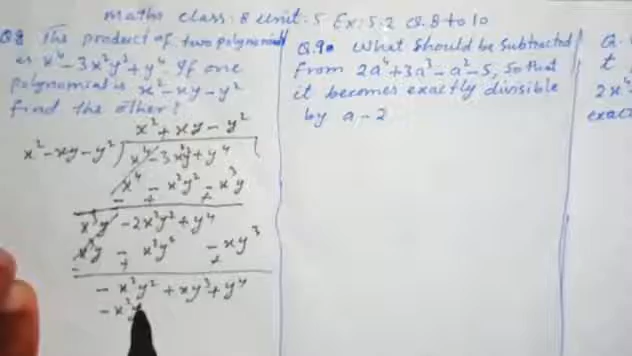 maths class: 8 unit: 5 Ex: 5.2 Q. 8 to 10
Q8 The product of two polynomial
is x⁴-3x²y²+y⁴. If one
polynomial is x²-xy-y²
find the other?
x²+xy-y²
x²-xy-y² ) x⁴-3x²y²+y⁴
x⁴ - x²y² - x³y
- + +
x³y -2x²y²+y⁴
x³y - x²y² - xy³
- + +
- x²y² + xy³ + y⁴
- x²y
Q.9. What should be subtracted
from 2a⁴+3a³-a²-5, so that
it becomes exactly divisible
by a-2
Q.
t
2x⁴-
exac